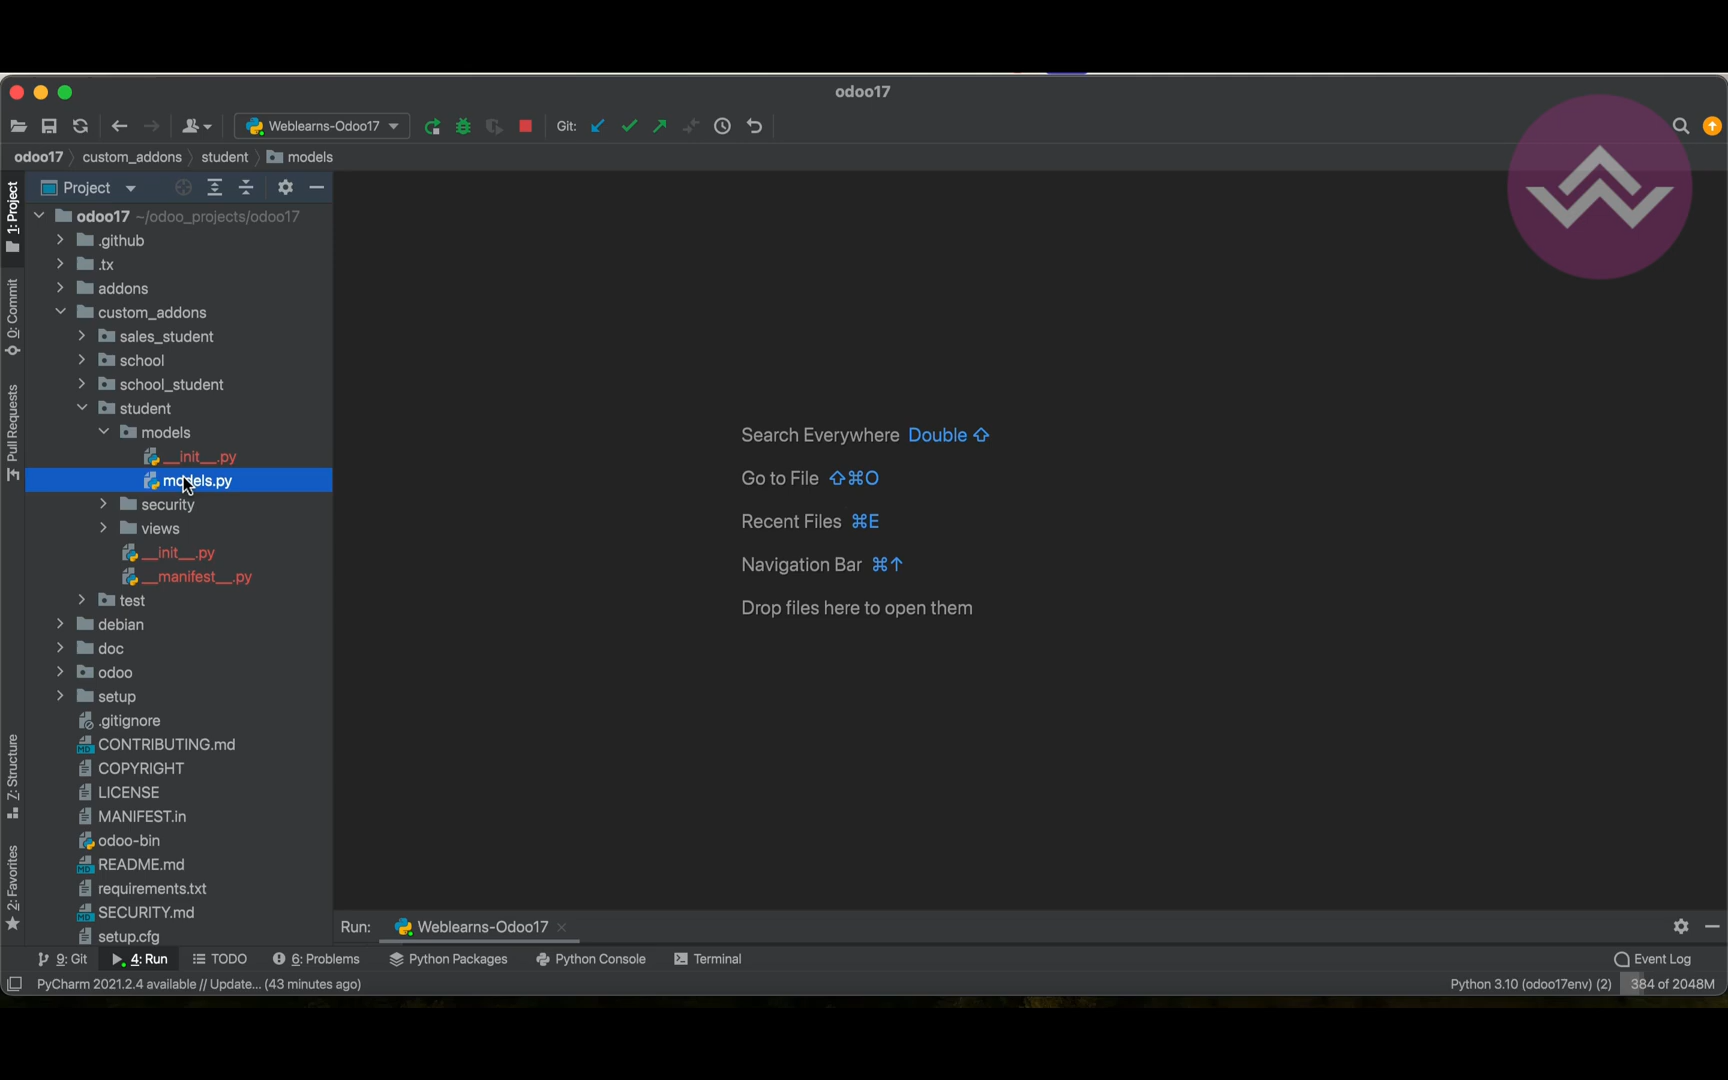 odoo17
Weblearns-Odoo17
Git:
odoo17 custom_addons student models
1: Project
0: Commit
Pull Requests
Z: Structure
2: Favorites
Project
odoo17 ~/odoo_projects/odoo17
.github
.tx
addons
custom_addons
sales_student
school
school_student
student
models
__init__.py
models.py
security
views
__init__.py
__manifest__.py
test
debian
doc
odoo
setup
.gitignore
CONTRIBUTING.md
COPYRIGHT
LICENSE
MANIFEST.in
odoo-bin
README.md
requirements.txt
SECURITY.md
setup.cfg
Search Everywhere Double ⇧
Go to File ⇧⌘O
Recent Files ⌘E
Navigation Bar ⌘↑
Drop files here to open them
Run: Weblearns-Odoo17
9: Git 4: Run TODO 6: Problems Python Packages Python Console Terminal Event Log
PyCharm 2021.2.4 available // Update... (43 minutes ago) Python 3.10 (odoo17env) (2) 384 of 2048M